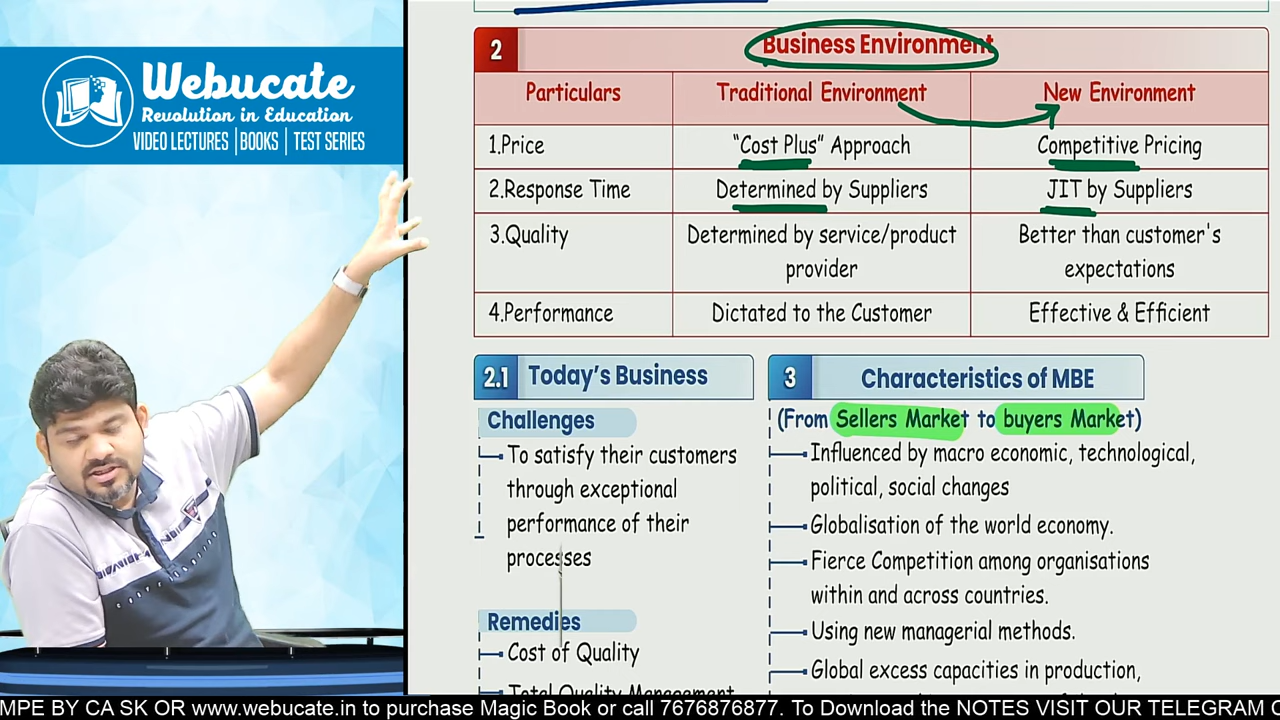 Webucate
Revolution in Education
VIDEO LECTURES | BOOKS | TEST SERIES
2 Business Environment
Particulars Traditional Environment New Environment
1.Price "Cost Plus" Approach Competitive Pricing
2.Response Time Determined by Suppliers JIT by Suppliers
3.Quality Determined by service/product provider Better than customer's expectations
4.Performance Dictated to the Customer Effective & Efficient
2.1 Today's Business
Challenges
To satisfy their customers
through exceptional
performance of their
processes
Remedies
Cost of Quality
Total Quality Management
3 Characteristics of MBE
(From Sellers Market to buyers Market)
Influenced by macro economic, technological,
political, social changes
Globalisation of the world economy.
Fierce Competition among organisations
within and across countries.
Using new managerial methods.
Global excess capacities in production,
MPE BY CA SK OR www.webucate.in to purchase Magic Book or call 7676876877. To Download the NOTES VISIT OUR TELEGRAM